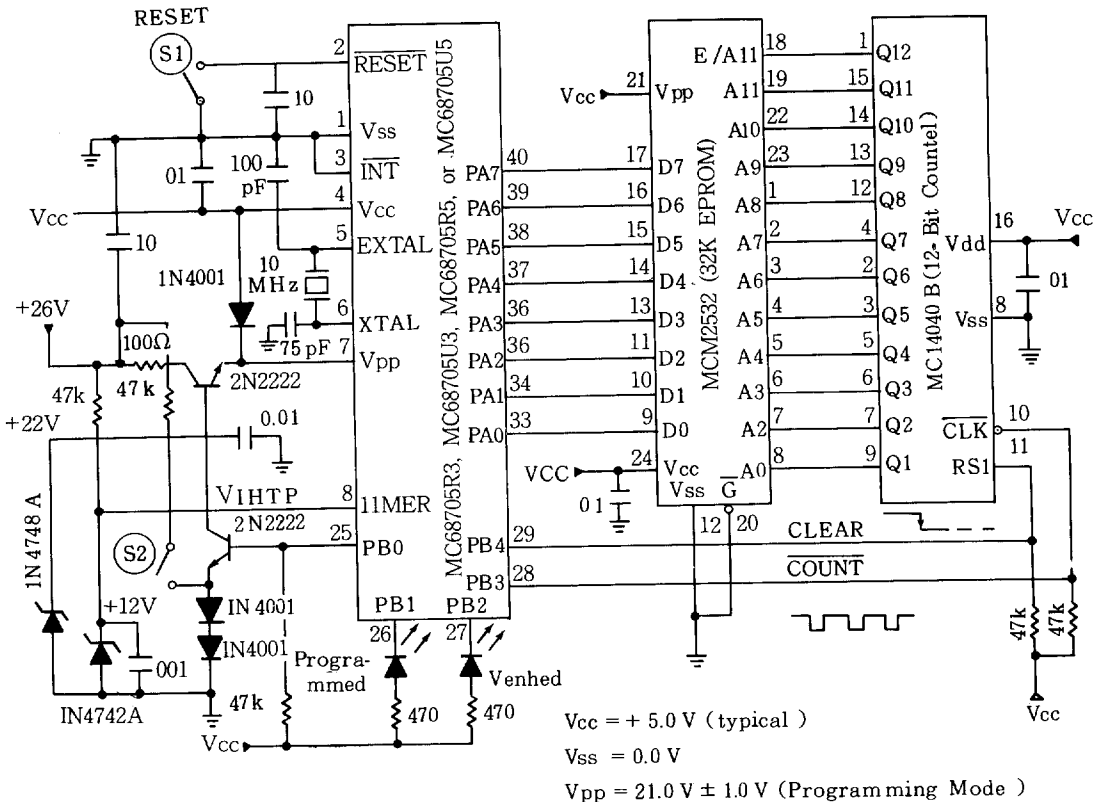 RESET
S1
2
RESET
10
1
Vss
3
INT
01
100
pF
4
Vcc
Vcc
5
EXTAL
10
10
MHz
1N4001
6
XTAL
75 pF
7
Vpp
+26V
100Ω
47k
47k
2N2222
+22V
0.01
VIHTP
8
11MER
2N2222
25
PB0
1N4748A
S2
+12V
IN4001
1N4001
001
IN4742A
47k
Vcc
PB1
26
PB2
27
Progra-
mmed
Venhed
470
470
MC68705R3, MC68705U3, MC68705R5, or .MC68705U5
PA7
40
PA6
39
PA5
38
PA4
37
PA3
36
PA2
36
PA1
34
PA0
33
PB4
29
PB3
28
Vcc
21
Vpp
17
D7
16
D6
15
D5
14
D4
13
D3
11
D2
10
D1
9
D0
24
VCC
Vcc
Vss
G
01
12
20
MCM2532 (32K EPROM)
E/A11
18
A11
19
A10
22
A9
23
A8
1
A7
2
A6
3
A5
4
A4
5
A3
6
A2
7
A0
8
1
Q12
15
Q11
14
Q10
13
Q9
12
Q8
4
Q7
2
Q6
3
Q5
5
Q4
6
Q3
7
Q2
9
Q1
MC14040B(12-Bit Countel)
16
Vcc
Vdd
01
8
Vss
10
CLK
11
RS1
CLEAR
COUNT
47k
47k
Vcc
Vcc = + 5.0 V ( typical )
Vss = 0.0 V
Vpp = 21.0 V ± 1.0 V (Programming Mode )